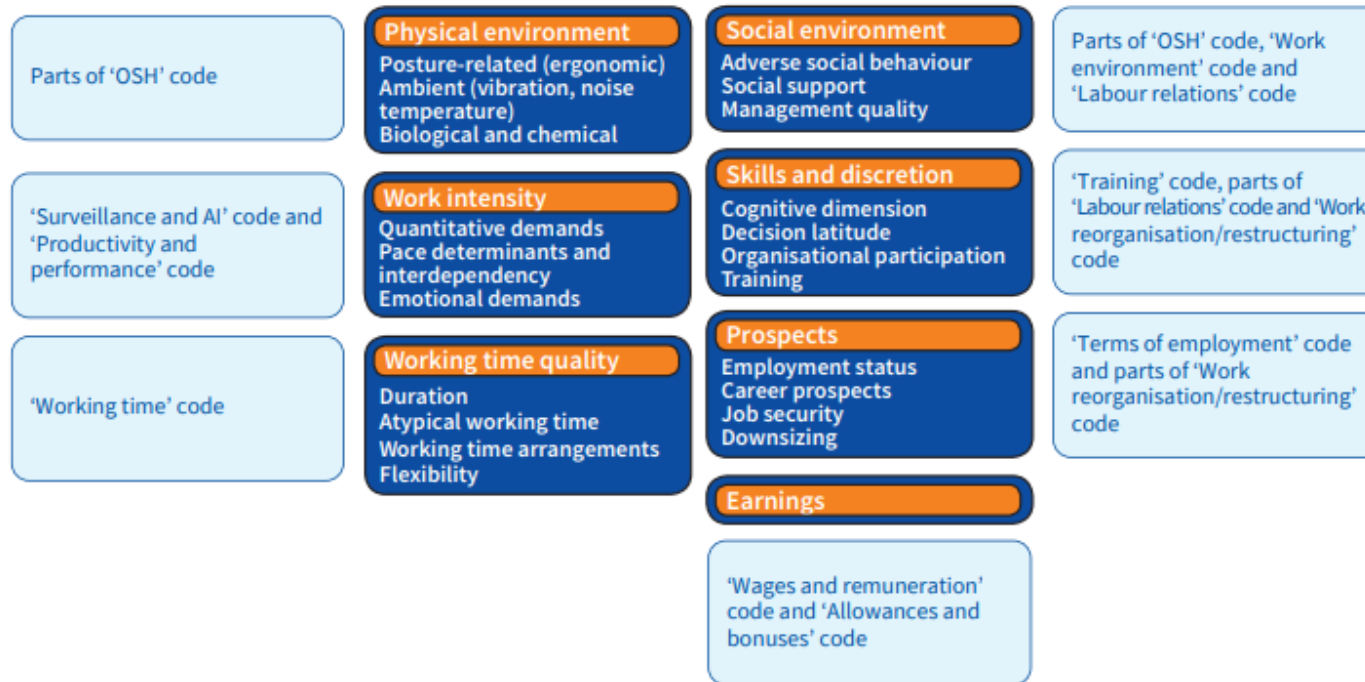 Parts of ‘OSH’ code
Physical environment
Posture-related (ergonomic)
Ambient (vibration, noise
temperature)
Biological and chemical
Social environment
Adverse social behaviour
Social support
Management quality
Parts of ‘OSH’ code, ‘Work
environment’ code and
‘Labour relations’ code
‘Surveillance and AI’ code and
‘Productivity and
performance’ code
Work intensity
Quantitative demands
Pace determinants and
interdependency
Emotional demands
Skills and discretion
Cognitive dimension
Decision latitude
Organisational participation
Training
‘Training’ code, parts of
‘Labour relations’ code and ‘Work
reorganisation/restructuring’
code
‘Working time’ code
Working time quality
Duration
Atypical working time
Working time arrangements
Flexibility
Prospects
Employment status
Career prospects
Job security
Downsizing
‘Terms of employment’ code
and parts of ‘Work
reorganisation/restructuring’
code
Earnings
‘Wages and remuneration’
code and ‘Allowances and
bonuses’ code